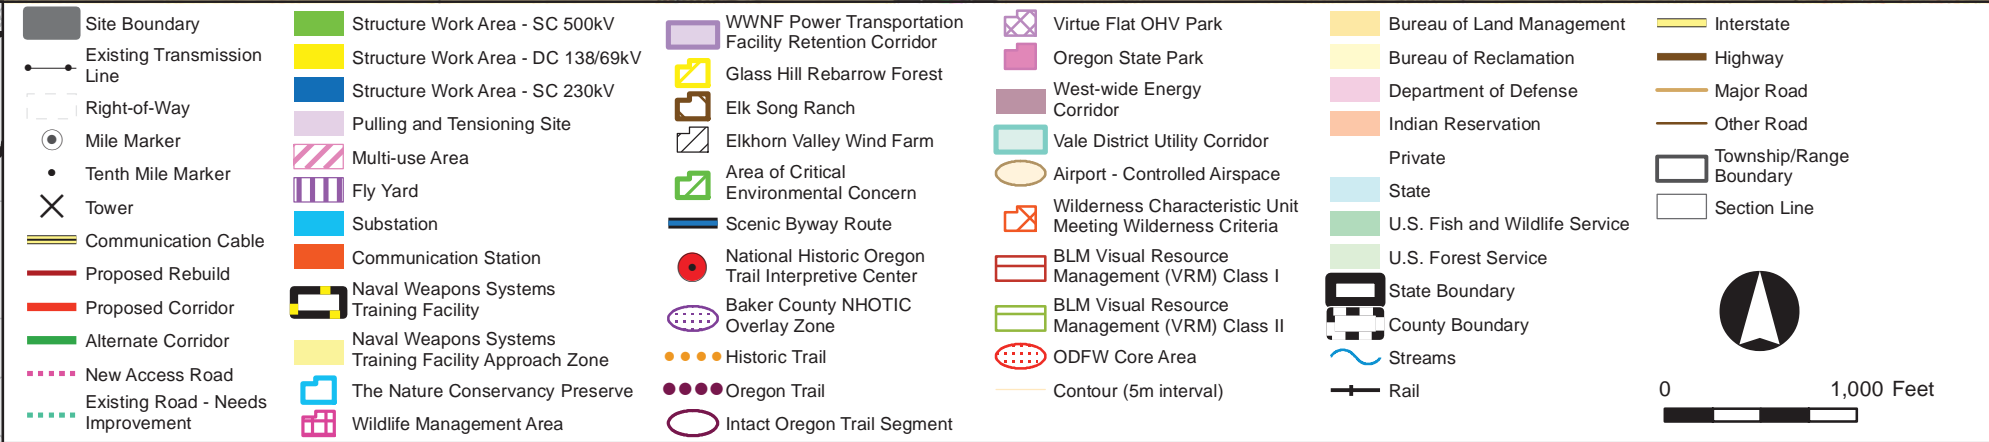 Site Boundary
Existing Transmission
Line
Right-of-Way
Mile Marker
Tenth Mile Marker
Tower
Communication Cable
Proposed Rebuild
Proposed Corridor
Alternate Corridor
New Access Road
Existing Road - Needs
Improvement
Structure Work Area - SC 500kV
Structure Work Area - DC 138/69kV
Structure Work Area - SC 230kV
Pulling and Tensioning Site
Multi-use Area
Fly Yard
Substation
Communication Station
Naval Weapons Systems
Training Facility
Naval Weapons Systems
Training Facility Approach Zone
The Nature Conservancy Preserve
Wildlife Management Area
WWNF Power Transportation
Facility Retention Corridor
Glass Hill Rebarrow Forest
Elk Song Ranch
Elkhorn Valley Wind Farm
Area of Critical
Environmental Concern
Scenic Byway Route
National Historic Oregon
Trail Interpretive Center
Baker County NHOTIC
Overlay Zone
Historic Trail
Oregon Trail
Intact Oregon Trail Segment
Virtue Flat OHV Park
Oregon State Park
West-wide Energy
Corridor
Vale District Utility Corridor
Airport - Controlled Airspace
Wilderness Characteristic Unit
Meeting Wilderness Criteria
BLM Visual Resource
Management (VRM) Class I
BLM Visual Resource
Management (VRM) Class II
ODFW Core Area
Contour (5m interval)
Bureau of Land Management
Bureau of Reclamation
Department of Defense
Indian Reservation
Private
State
U.S. Fish and Wildlife Service
U.S. Forest Service
State Boundary
County Boundary
Streams
Rail
Interstate
Highway
Major Road
Other Road
Township/Range
Boundary
Section Line
0 1,000 Feet